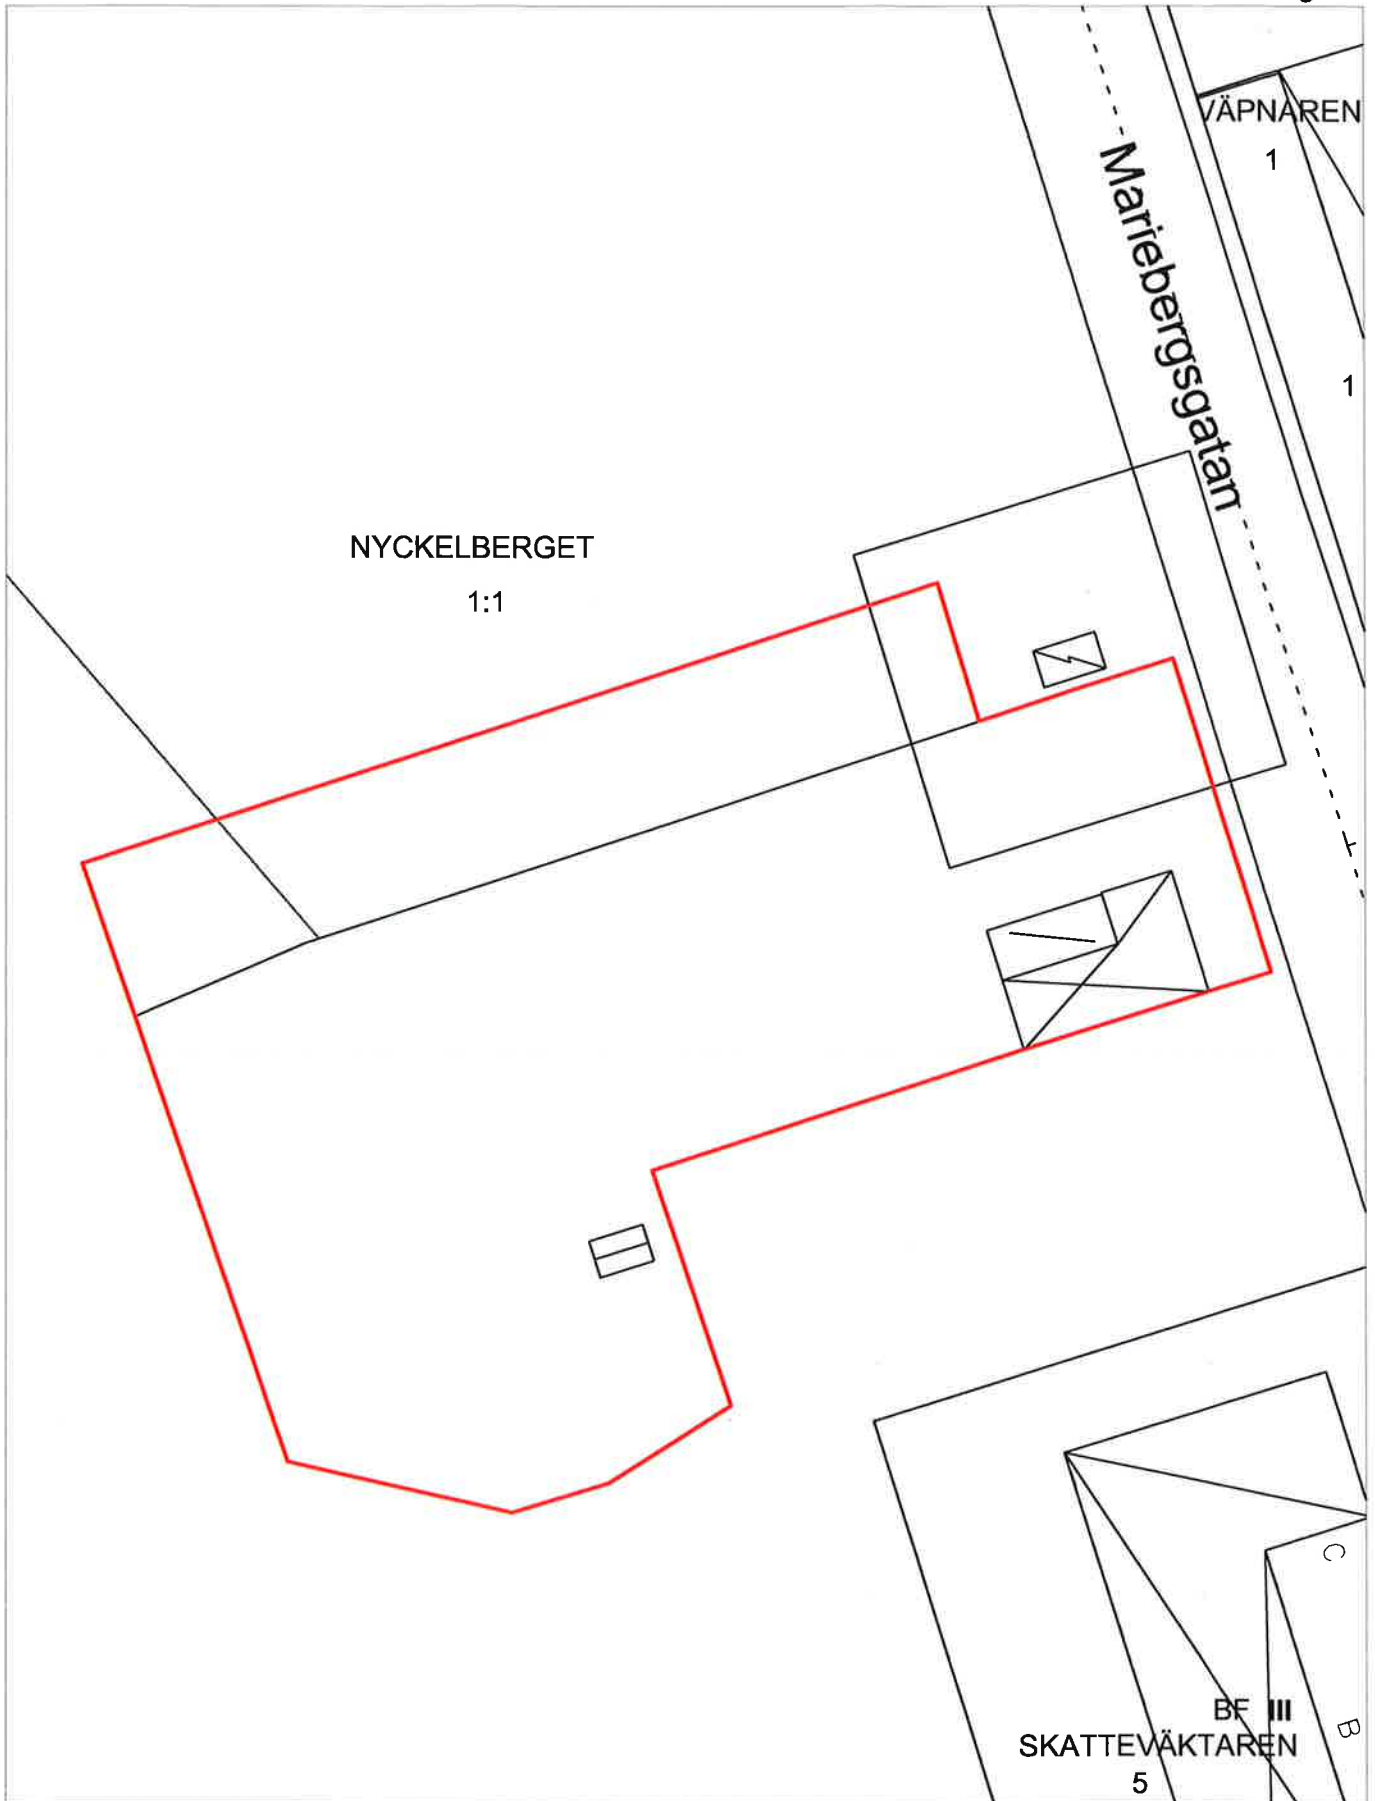 VÄPNAREN
1
Mariebergsgatan
1
NYCKELBERGET
1:1
C
BF III
B
SKATTEVÄKTAREN
5